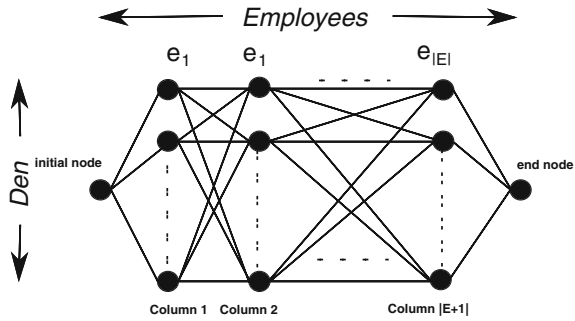 Employees
e1 e1 e|E|
Den
initial node
end node
Column 1 Column 2 Column |E+1|